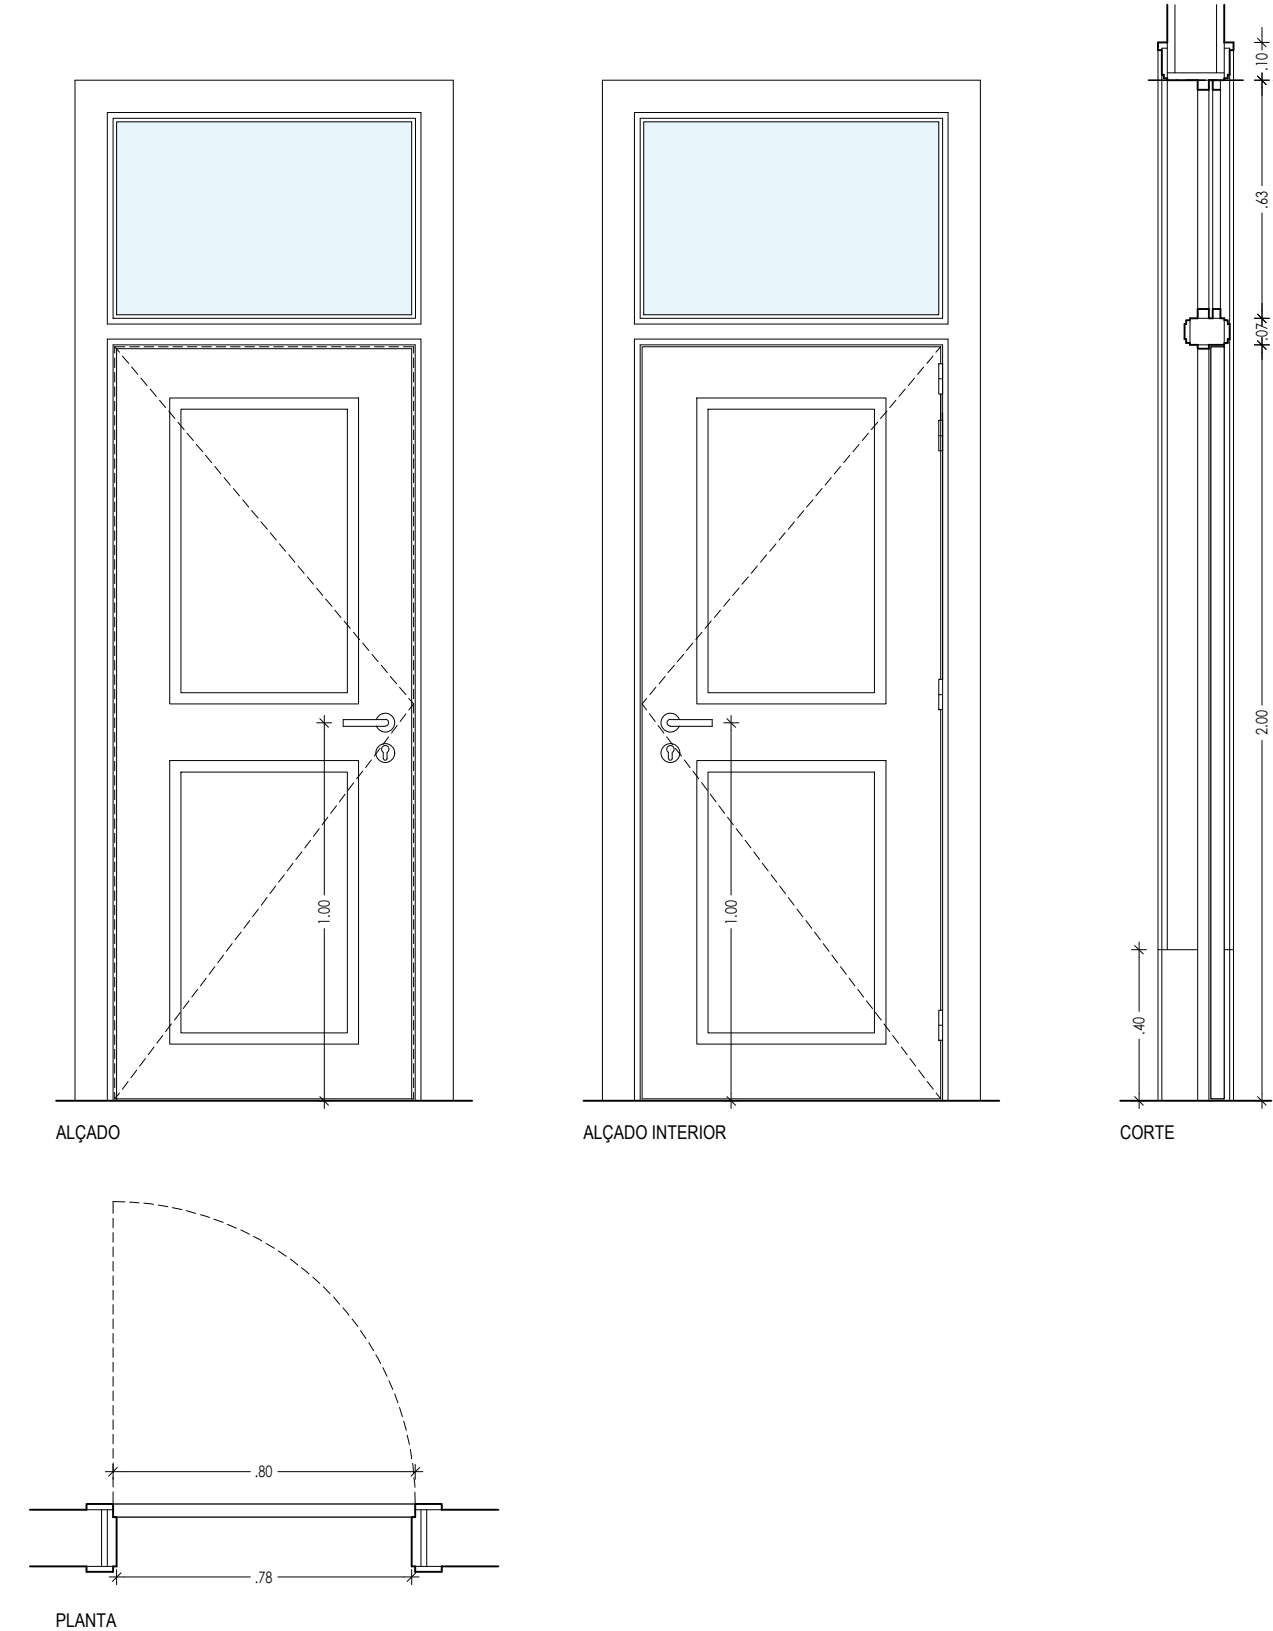 .10
.63
.07
2.00
1.00
1.00
.40
ALÇADO
ALÇADO INTERIOR
CORTE
.80
.78
PLANTA